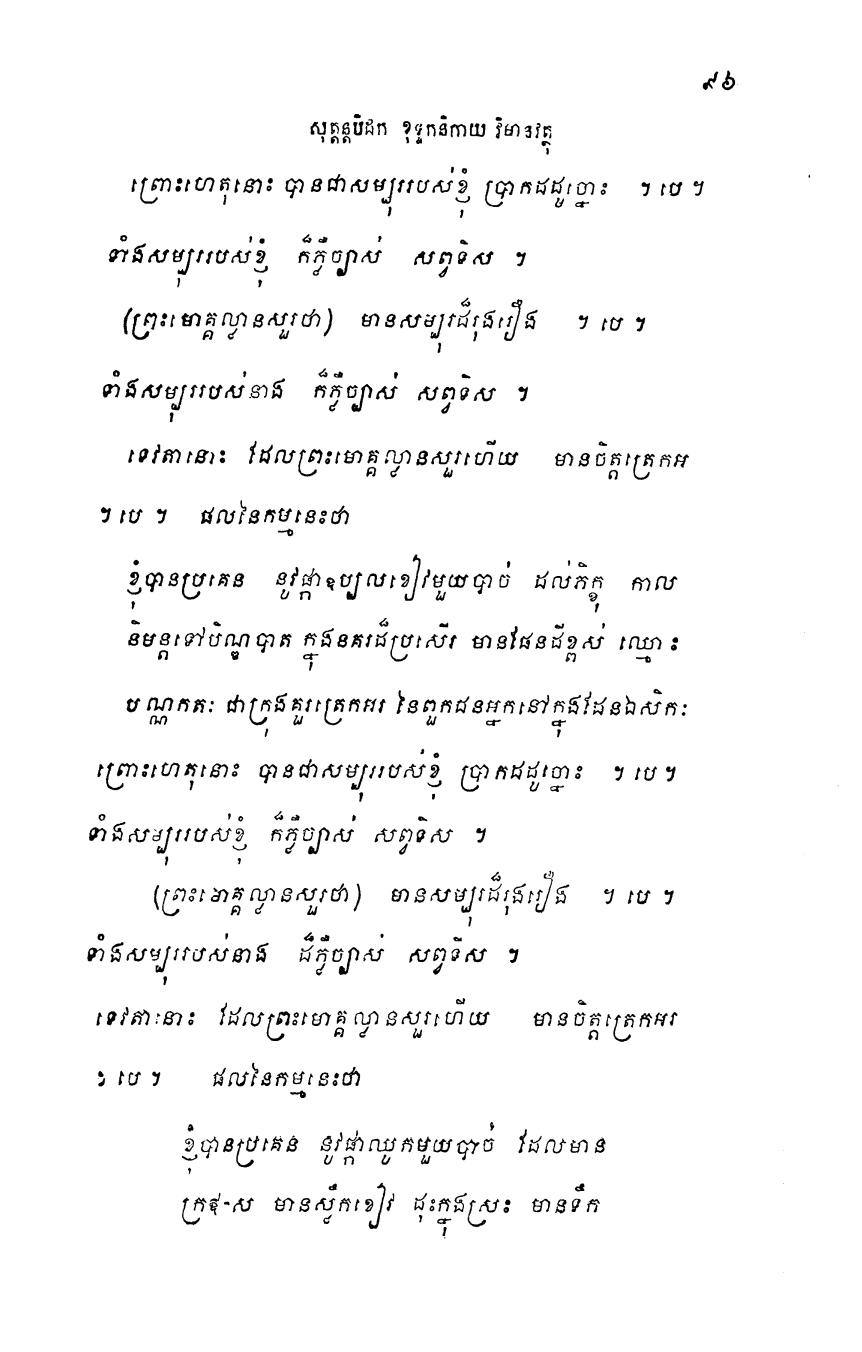 ៩៦
សុត្តន្តបិដក ខុទ្ទកនិកាយ វិមានវត្ថុ
ព្រោះហេតុនោះ បានជាសម្បុររបស់ខ្ញុំ ប្រាកដដូច្នោះ ។ បេ ។
ទាំងសម្បុររបស់ខ្ញុំ ក៏ភ្លឺច្បាស់ សព្វទិស ។
(ព្រះមោគ្គល្លានសួរថា) មានសម្បុរដ៏រុងរឿង ។ បេ ។
ទាំងសម្បុររបស់នាង ក៏ភ្លឺច្បាស់ សព្វទិស ។
ទេវតានោះ ដែលព្រះមោគ្គល្លានសួរហើយ មានចិត្តត្រេកអ
។ បេ ។ ផលនៃកម្មនេះថា
ខ្ញុំបានប្រគេន នូវផ្កាឧប្បលខៀវមួយបាច់ ដល់ភិក្ខុ កាល
និមន្តទៅបិណ្ឌបាត ក្នុងនគរដ៏ប្រសើរ មានផែនដីខ្ពស់ ឈ្មោះ
បណ្ណកតៈ ជាក្រុងគួរត្រេកអរ នៃពួកជនអ្នកនៅក្នុងដែនឯសិកៈ
ព្រោះហេតុនោះ បានជាសម្បុររបស់ខ្ញុំ ប្រាកដដូច្នោះ ។ បេ ។
ទាំងសម្បុររបស់ខ្ញុំ ក៏ភ្លឺច្បាស់ សព្វទិស ។
(ព្រះមោគ្គល្លានសួរថា) មានសម្បុរដ៏រុងរឿង ។ បេ ។
ទាំងសម្បុររបស់នាង ដ៏ភ្លឺច្បាស់ សព្វទិស ។
ទេវតានោះ ដែលព្រះមោគ្គល្លានសួរហើយ មានចិត្តត្រេកអរ
។ បេ ។ ផលនៃកម្មនេះថា
ខ្ញុំបានប្រគេន នូវផ្កាឈូកមួយបាច់ ដែលមាន
ក្រឪ-ស មានស្លឹកខៀវ ដុះក្នុងស្រះ មានទឹក